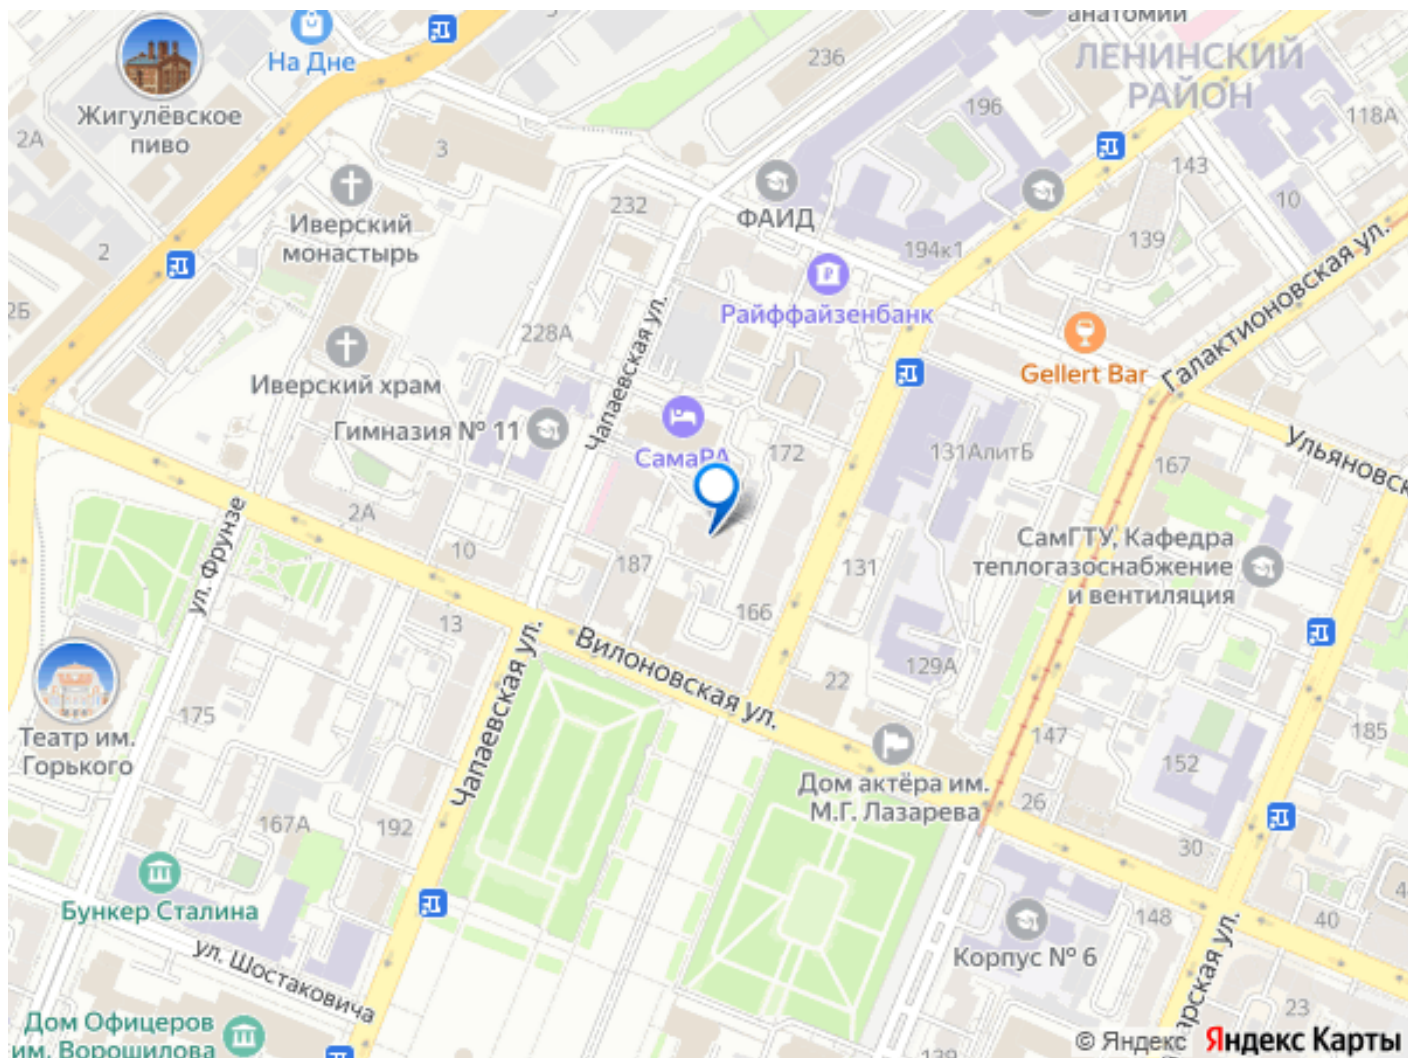 анатомии
На Дне
236
ЛЕНИНСКИЙ
РАЙОН
Жигулёвское
пиво
2А
3
196
118А
143
ФАИД
232
10
Иверский
монастырь
139
194к1
2
Райффайзенбанк
228А
Чапаевская ул.
Галактионовская ул.
Gellert Bar
Иверский храм
Гимназия № 11
СамаРА
172
131АлитБ
167
2А
ул. Фрунзе
10
187
131
СамГТУ, Кафедра
теплогазоснабжение
и вентиляция
13
166
Вилоновская ул.
129А
22
Чапаевская ул.
175
Театр им.
Горького
147
185
152
Дом актёра им.
М.Г. Лазарева
26
167А
192
30
Бункер Сталина
148
40
Корпус № 6
ул. Шостаковича
23
Дом Офицеров
им. Ворошилова
139
© Яндекс Яндекс Карты